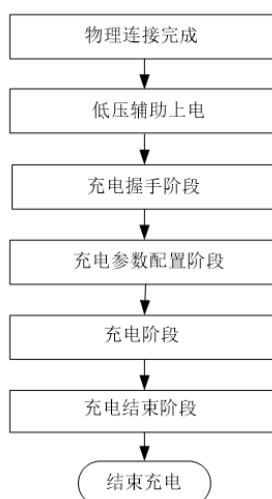 物理连接完成
低压辅助上电
充电握手阶段
充电参数配置阶段
充电阶段
充电结束阶段
结束充电